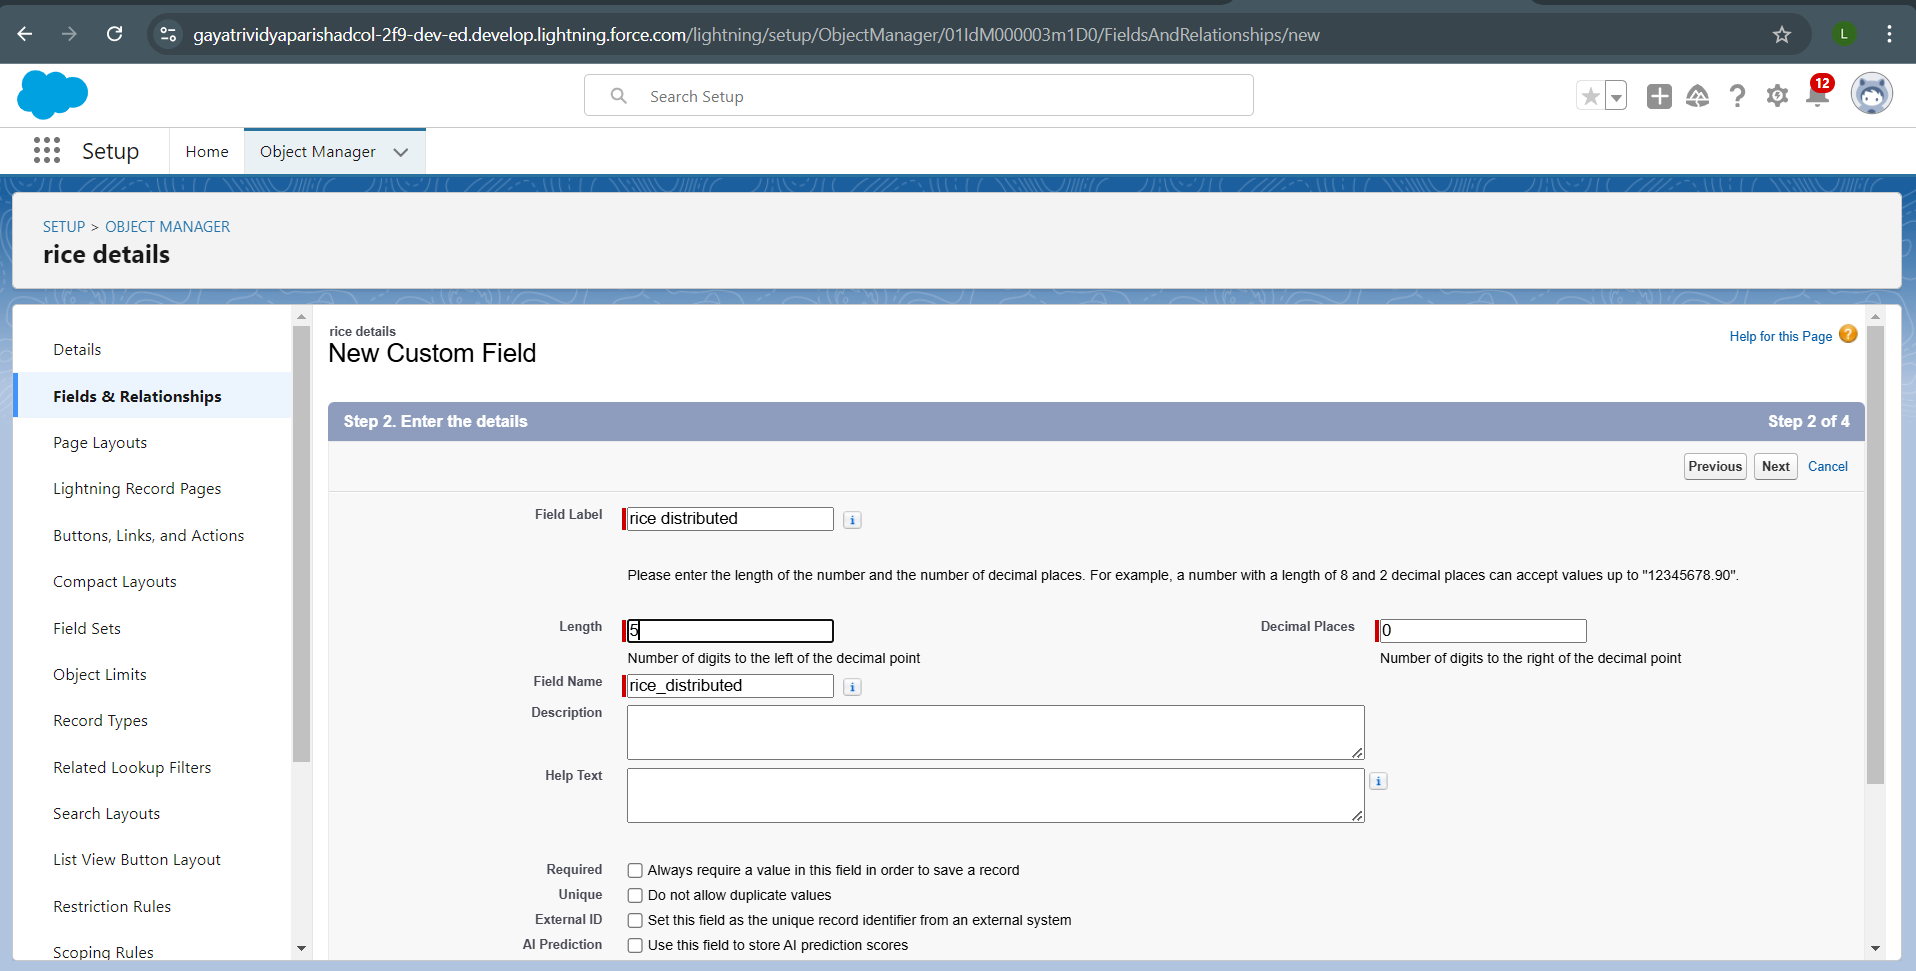 gayatrividyaparishadcol-2f9-dev-ed.develop.lightning.force.com/lightning/setup/ObjectManager/01IdM000003m1D0/FieldsAndRelationships/new
L
Search Setup
12
Setup
Home
Object Manager
SETUP > OBJECT MANAGER
rice details
Details
Fields & Relationships
Page Layouts
Lightning Record Pages
Buttons, Links, and Actions
Compact Layouts
Field Sets
Object Limits
Record Types
Related Lookup Filters
Search Layouts
List View Button Layout
Restriction Rules
Scoping Rules
rice details
New Custom Field
Help for this Page ?
Step 2. Enter the details
Step 2 of 4
Previous Next Cancel
Field Label rice distributed i
Please enter the length of the number and the number of decimal places. For example, a number with a length of 8 and 2 decimal places can accept values up to "12345678.90".
Length 5 Decimal Places 0
Number of digits to the left of the decimal point Number of digits to the right of the decimal point
Field Name rice_distributed i
Description
Help Text i
Required Always require a value in this field in order to save a record
Unique Do not allow duplicate values
External ID Set this field as the unique record identifier from an external system
AI Prediction Use this field to store AI prediction scores